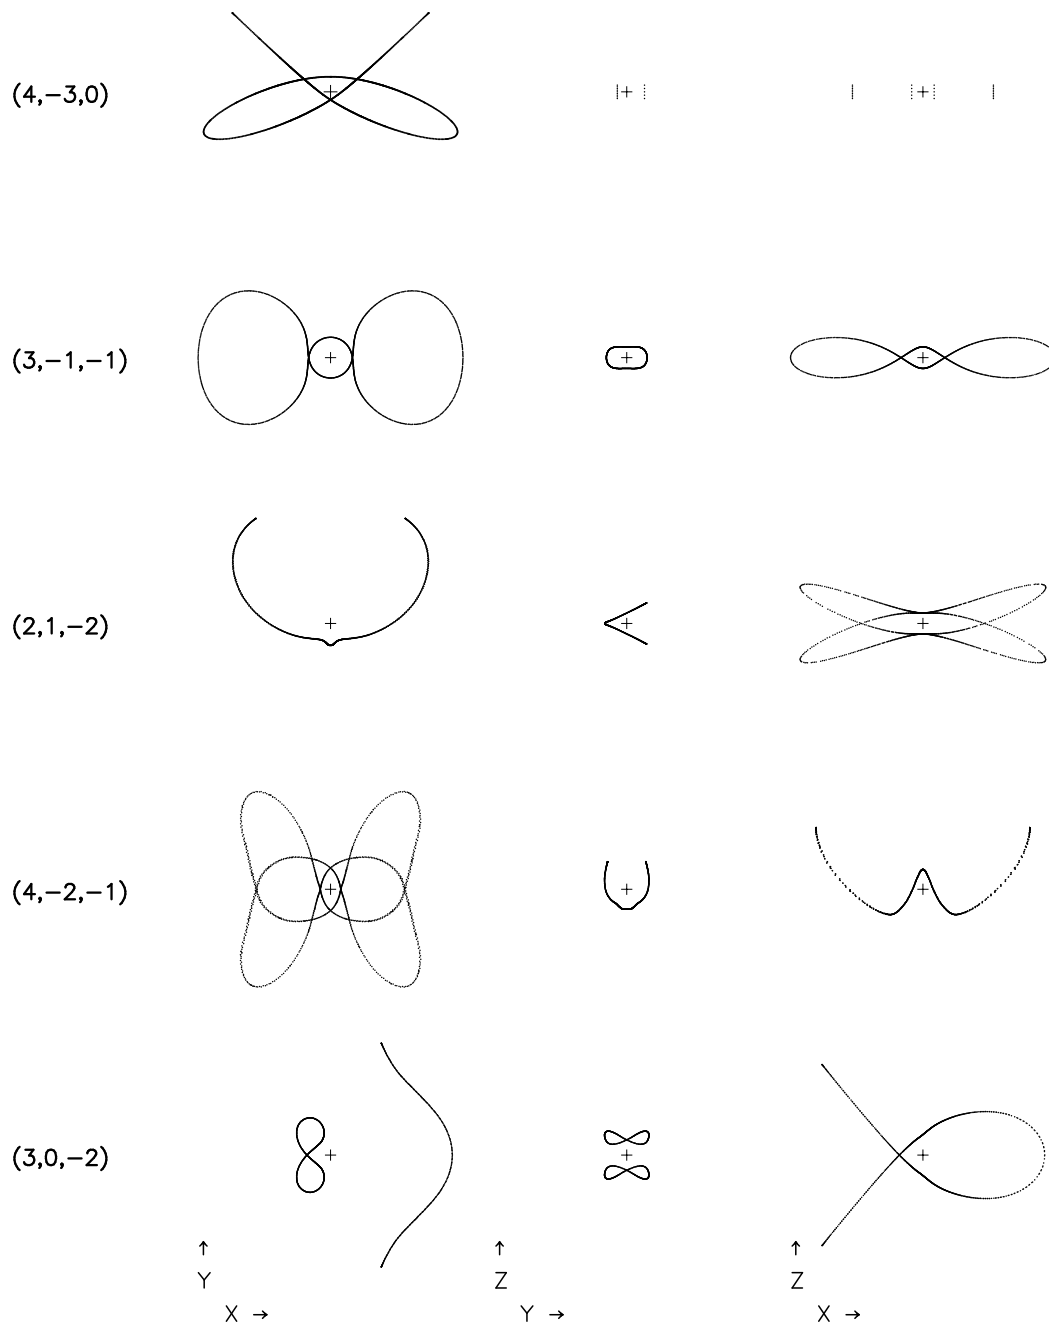 (4,−3,0)
(3,−1,−1)
(2,1,−2)
(4,−2,−1)
(3,0,−2)
↑ ↑ ↑
Y Z Z
X → Y → X →